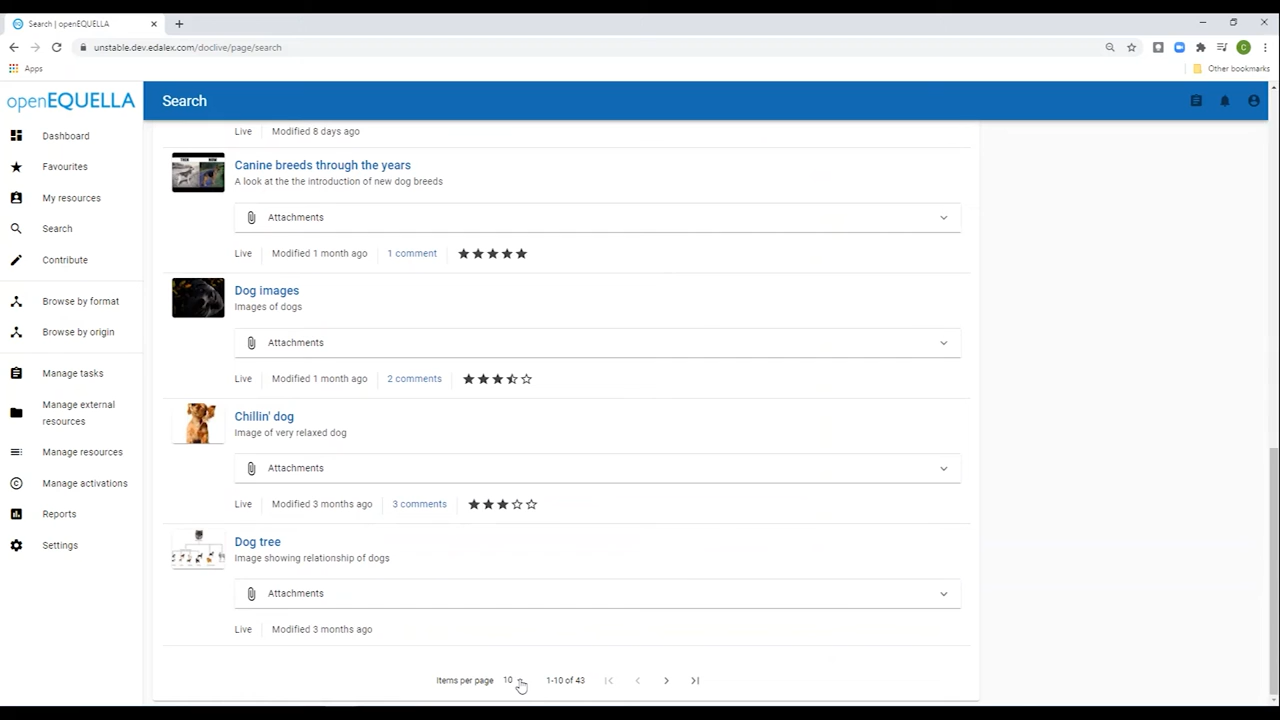 Search | openEQUELLA
unstable.dev.edalex.com/doclive/page/search
C
Apps
Other bookmarks
openEQUELLA
Search
Dashboard
Favourites
My resources
Search
Contribute
Browse by format
Browse by origin
Manage tasks
Manage external
resources
Manage resources
Manage activations
Reports
Settings
Live
Modified 8 days ago
Canine breeds through the years
A look at the the introduction of new dog breeds
Attachments
Live
Modified 1 month ago
1 comment
Dog images
Images of dogs
Attachments
Live
Modified 1 month ago
2 comments
Chillin' dog
Image of very relaxed dog
Attachments
Live
Modified 3 months ago
3 comments
Dog tree
Image showing relationship of dogs
Attachments
Live
Modified 3 months ago
Items per page 10 1-10 of 43